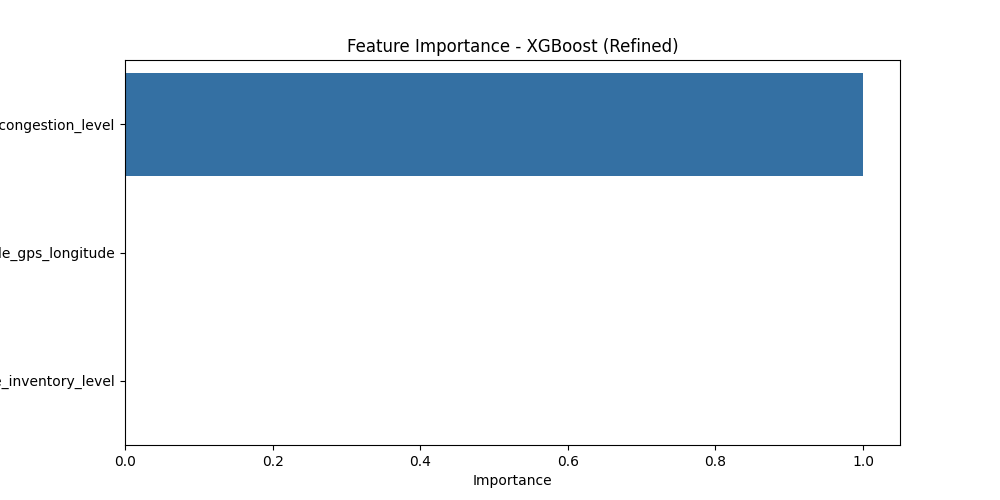 Feature Importance - XGBoost (Refined)
congestion_level
le_gps_longitude
e_inventory_level
0.0 0.2 0.4 0.6 0.8 1.0
Importance